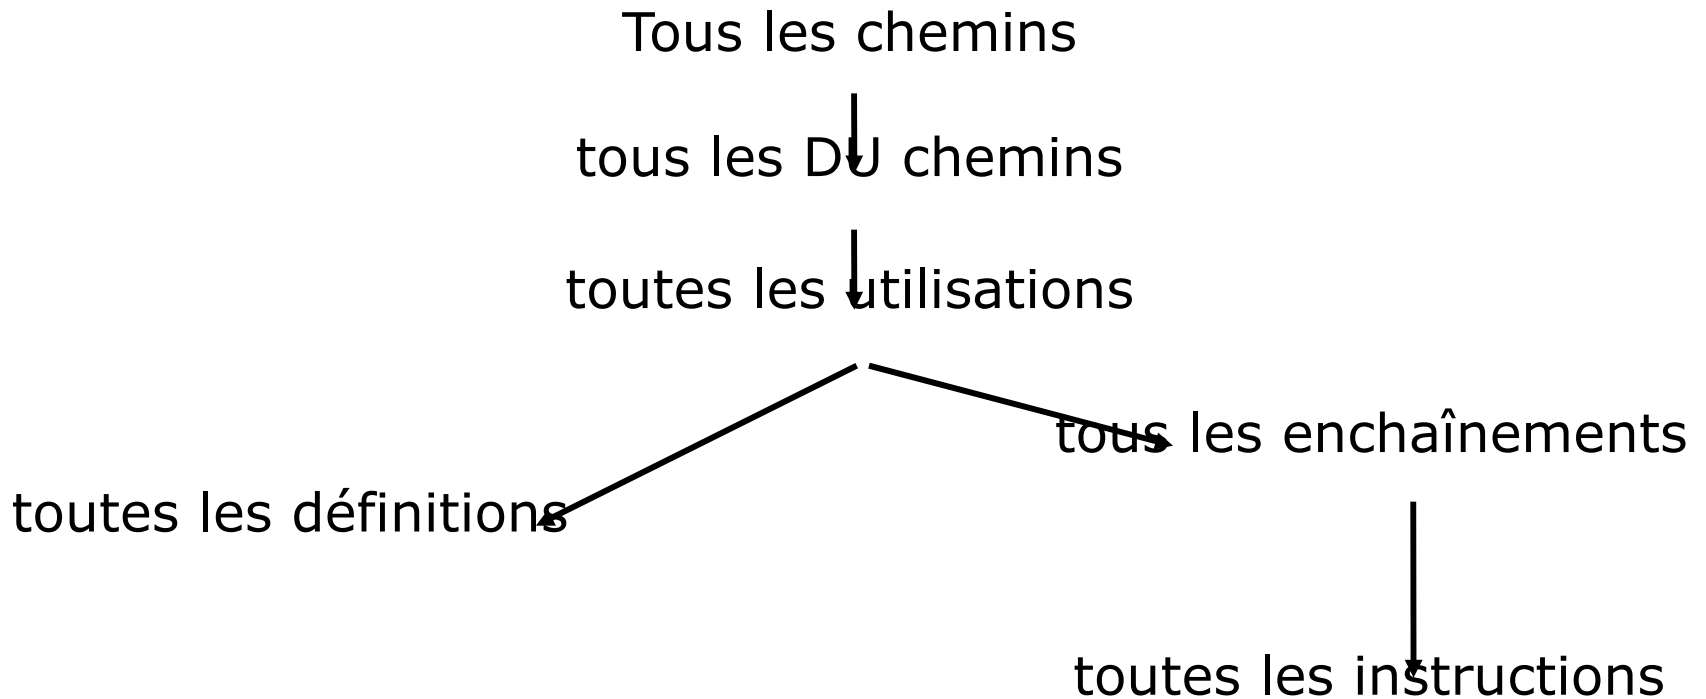 Tous les chemins
tous les DU chemins
toutes les utilisations
tous les enchaînements
toutes les définitions
toutes les instructions